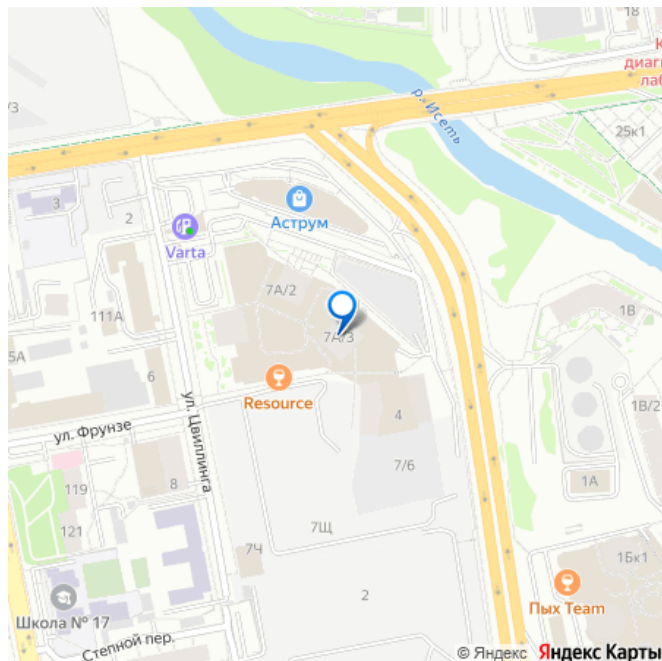 18
К
диаг
лаб
/3
р. Исеть
25к1
3
2
Аструм
Varta
7А/2
111А
1В
7А/3
5А
6
Resource
ул. Фрунзе
ул. Цвиллинга
4
1В/2
7/6
119
8
1А
121
7Щ
7Ч
1Бк1
2
Школа № 17
Пых Team
Степной пер.
© Яндекс Яндекс Карты